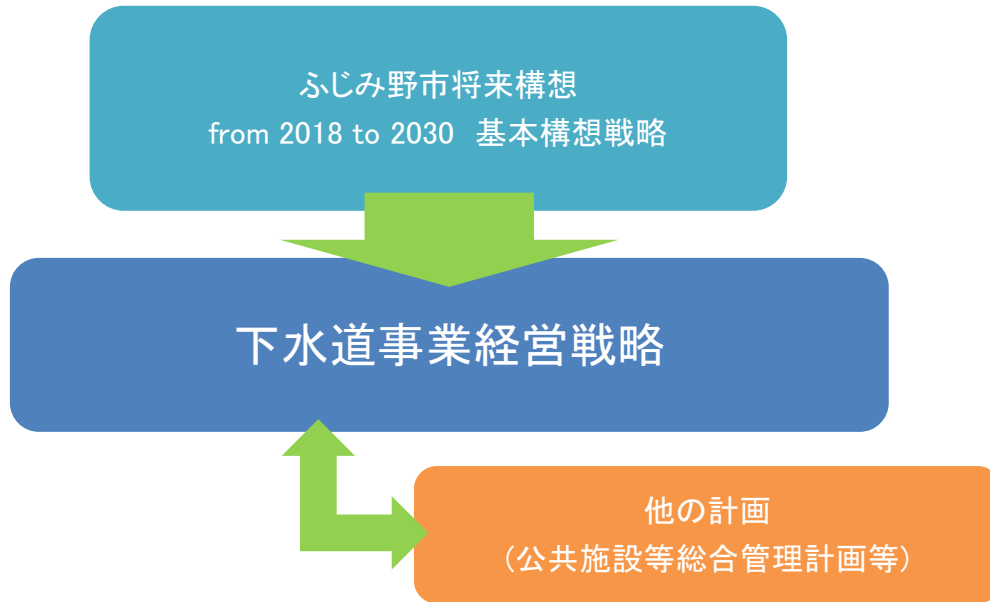 ふじみ野市将来構想
from 2018 to 2030 基本構想戦略
下水道事業経営戦略
他の計画
(公共施設等総合管理計画等)